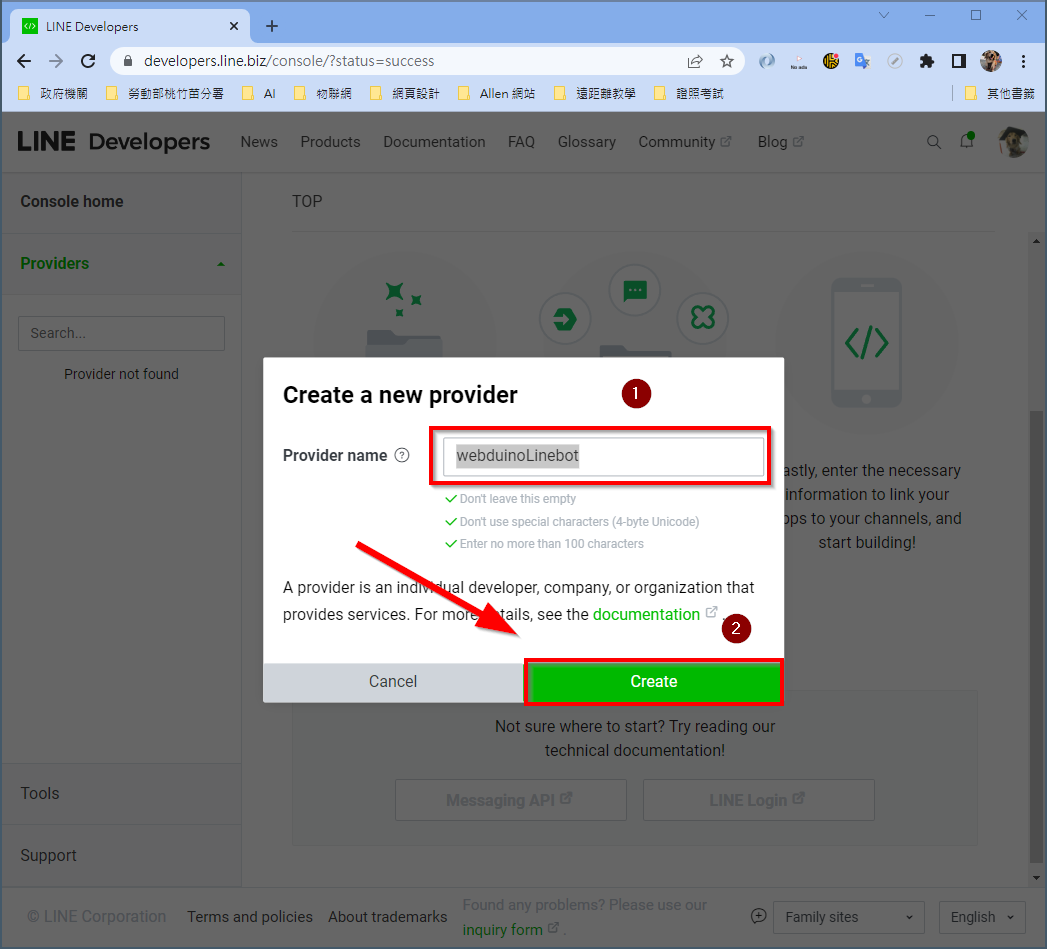 LINE Developers
developers.line.biz/console/?status=success
政府機關
勞動部桃竹苗分署
AI
物聯網
網頁設計
Allen 網站
遠距離教學
證照考試
其他書籤
LINE Developers
News
Products
Documentation
FAQ
Glossary
Community
Blog
Console home
TOP
Providers
Search...
Provider not found
Create a new provider
1
Provider name
webduinoLinebot
Don't leave this empty
Don't use special characters (4-byte Unicode)
Enter no more than 100 characters
A provider is an individual developer, company, or organization that
provides services. For more details, see the documentation .
2
Cancel
Create
astly, enter the necessary
information to link your
pps to your channels, and
start building!
Not sure where to start? Try reading our
technical documentation!
Messaging API
LINE Login
Tools
Support
© LINE Corporation
Terms and policies
About trademarks
Found any problems? Please use our
inquiry form .
Family sites
English